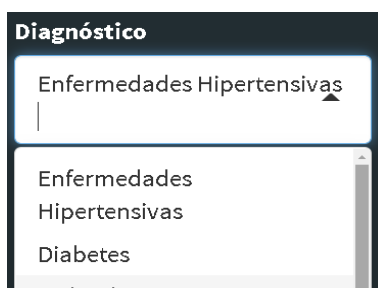 Diagnóstico
Enfermedades Hipertensivas
Enfermedades
Hipertensivas
Diabetes